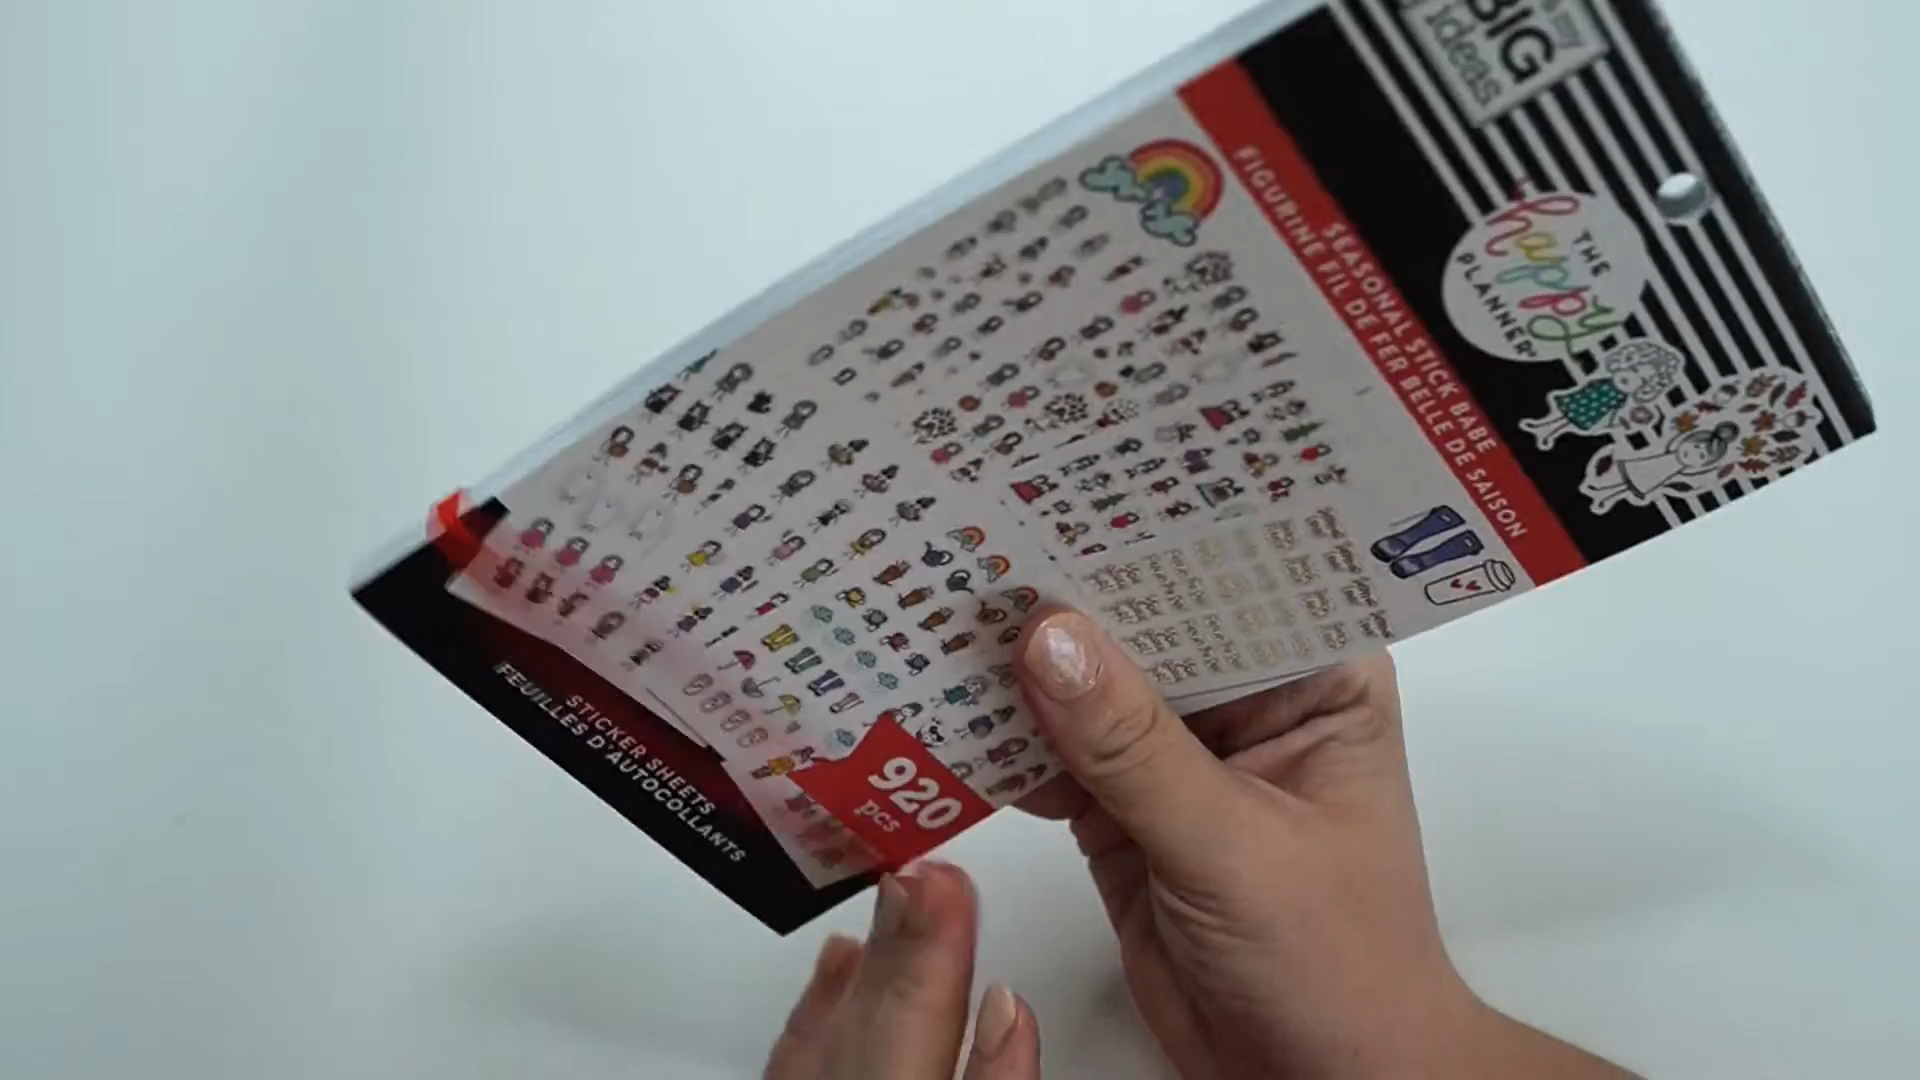 me & my
BIG
ideas
THE
happy
PLANNER
SEASONAL STICK BABE
FIGURINE FIL DE FER BELLE DE SAISON
920
pcs
STICKER SHEETS
FEUILLES D'AUTOCOLLANTS